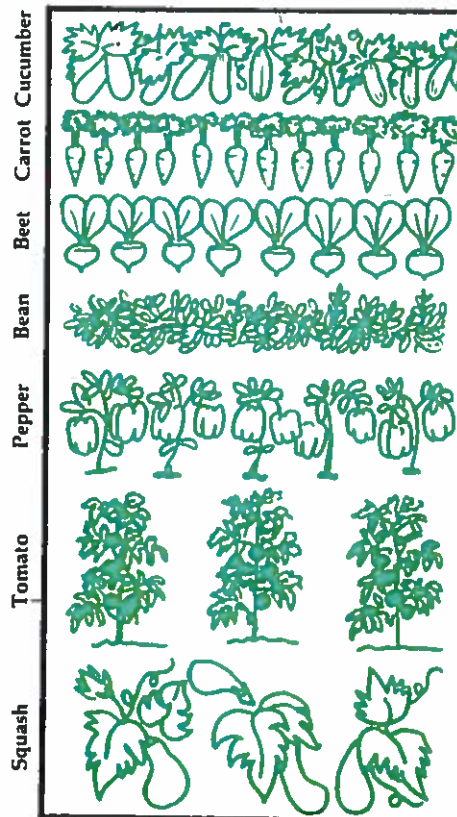 Cucumber
Carrot
Beet
Bean
Pepper
Tomato
Squash